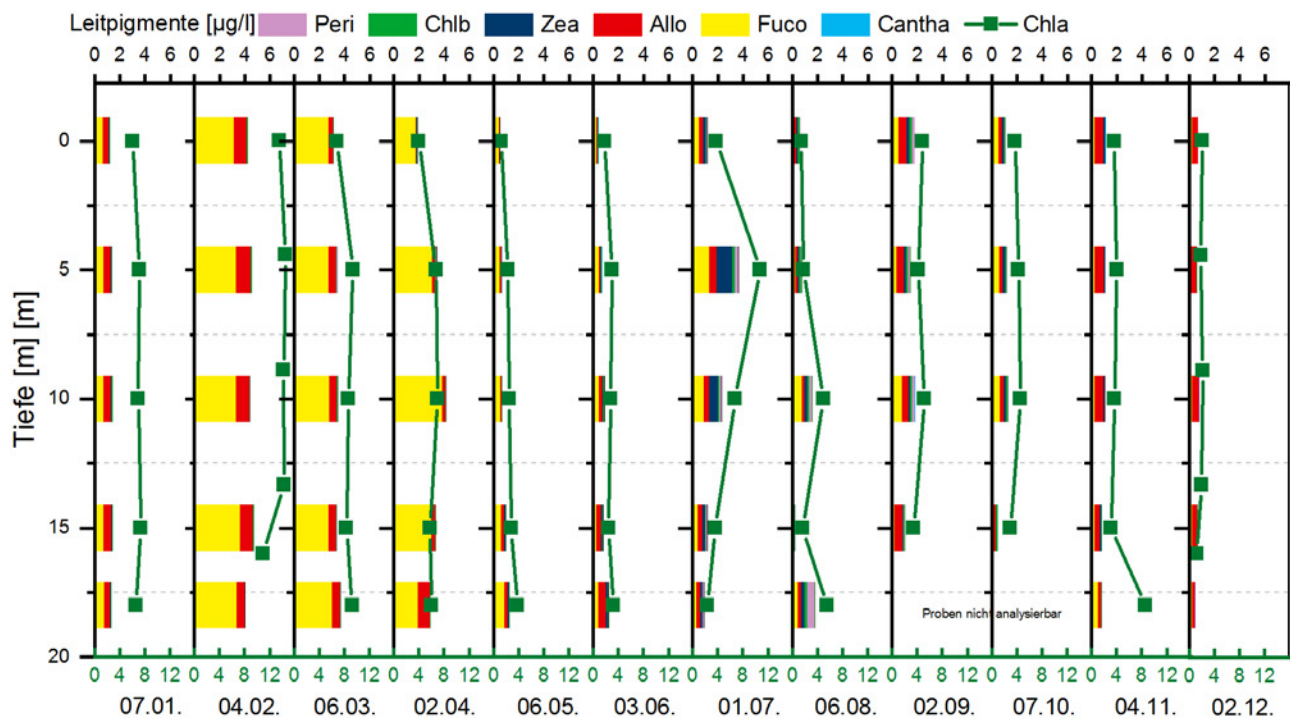 Leitpigmente [µg/l] Peri Chlb Zea Allo Fuco Cantha Chla
0 2 4 6 0 2 4 6 0 2 4 6 0 2 4 6 0 2 4 6 0 2 4 6 0 2 4 6 0 2 4 6 0 2 4 6 0 2 4 6 0 2 4 6 0 2 4 6
Tiefe [m] [m]
0
5
10
15
Proben nicht analysierbar
20
0 4 8 12 0 4 8 12 0 4 8 12 0 4 8 12 0 4 8 12 0 4 8 12 0 4 8 12 0 4 8 12 0 4 8 12 0 4 8 12 0 4 8 12 0 4 8 12
07.01. 04.02. 06.03. 02.04. 06.05. 03.06. 01.07. 06.08. 02.09. 07.10. 04.11. 02.12.